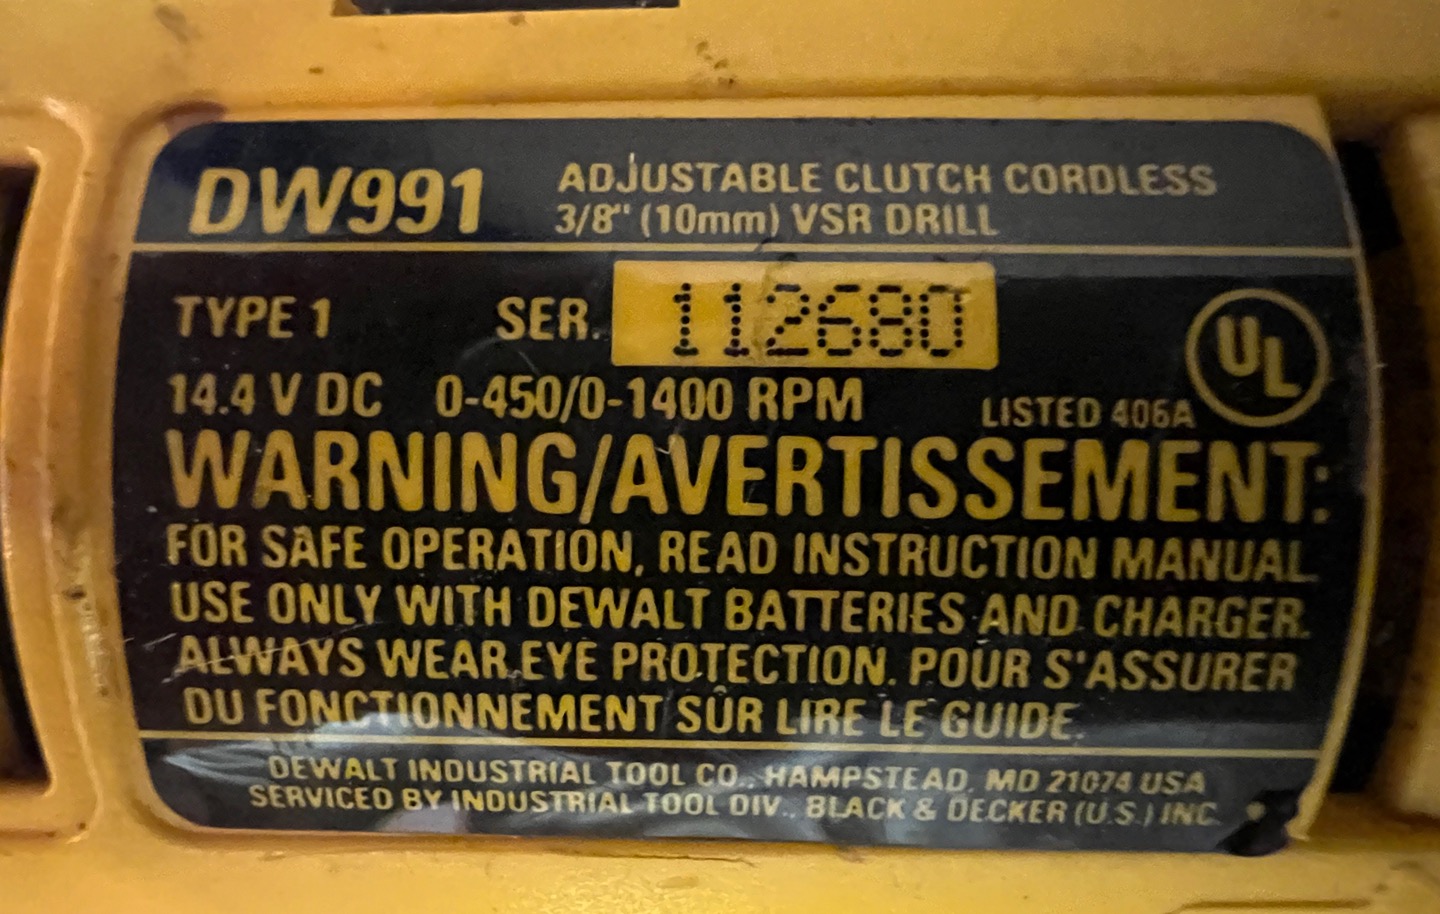 DW991 ADJUSTABLE CLUTCH CORDLESS
3/8" (10mm) VSR DRILL
TYPE 1 SER. 112680
14.4 V DC 0-450/0-1400 RPM LISTED 406A UL
WARNING/AVERTISSEMENT:
FOR SAFE OPERATION, READ INSTRUCTION MANUAL.
USE ONLY WITH DEWALT BATTERIES AND CHARGER.
ALWAYS WEAR EYE PROTECTION. POUR S'ASSURER
DU FONCTIONNEMENT SÛR LIRE LE GUIDE.
DEWALT INDUSTRIAL TOOL CO., HAMPSTEAD, MD 21074 USA
SERVICED BY INDUSTRIAL TOOL DIV., BLACK & DECKER (U.S.) INC.